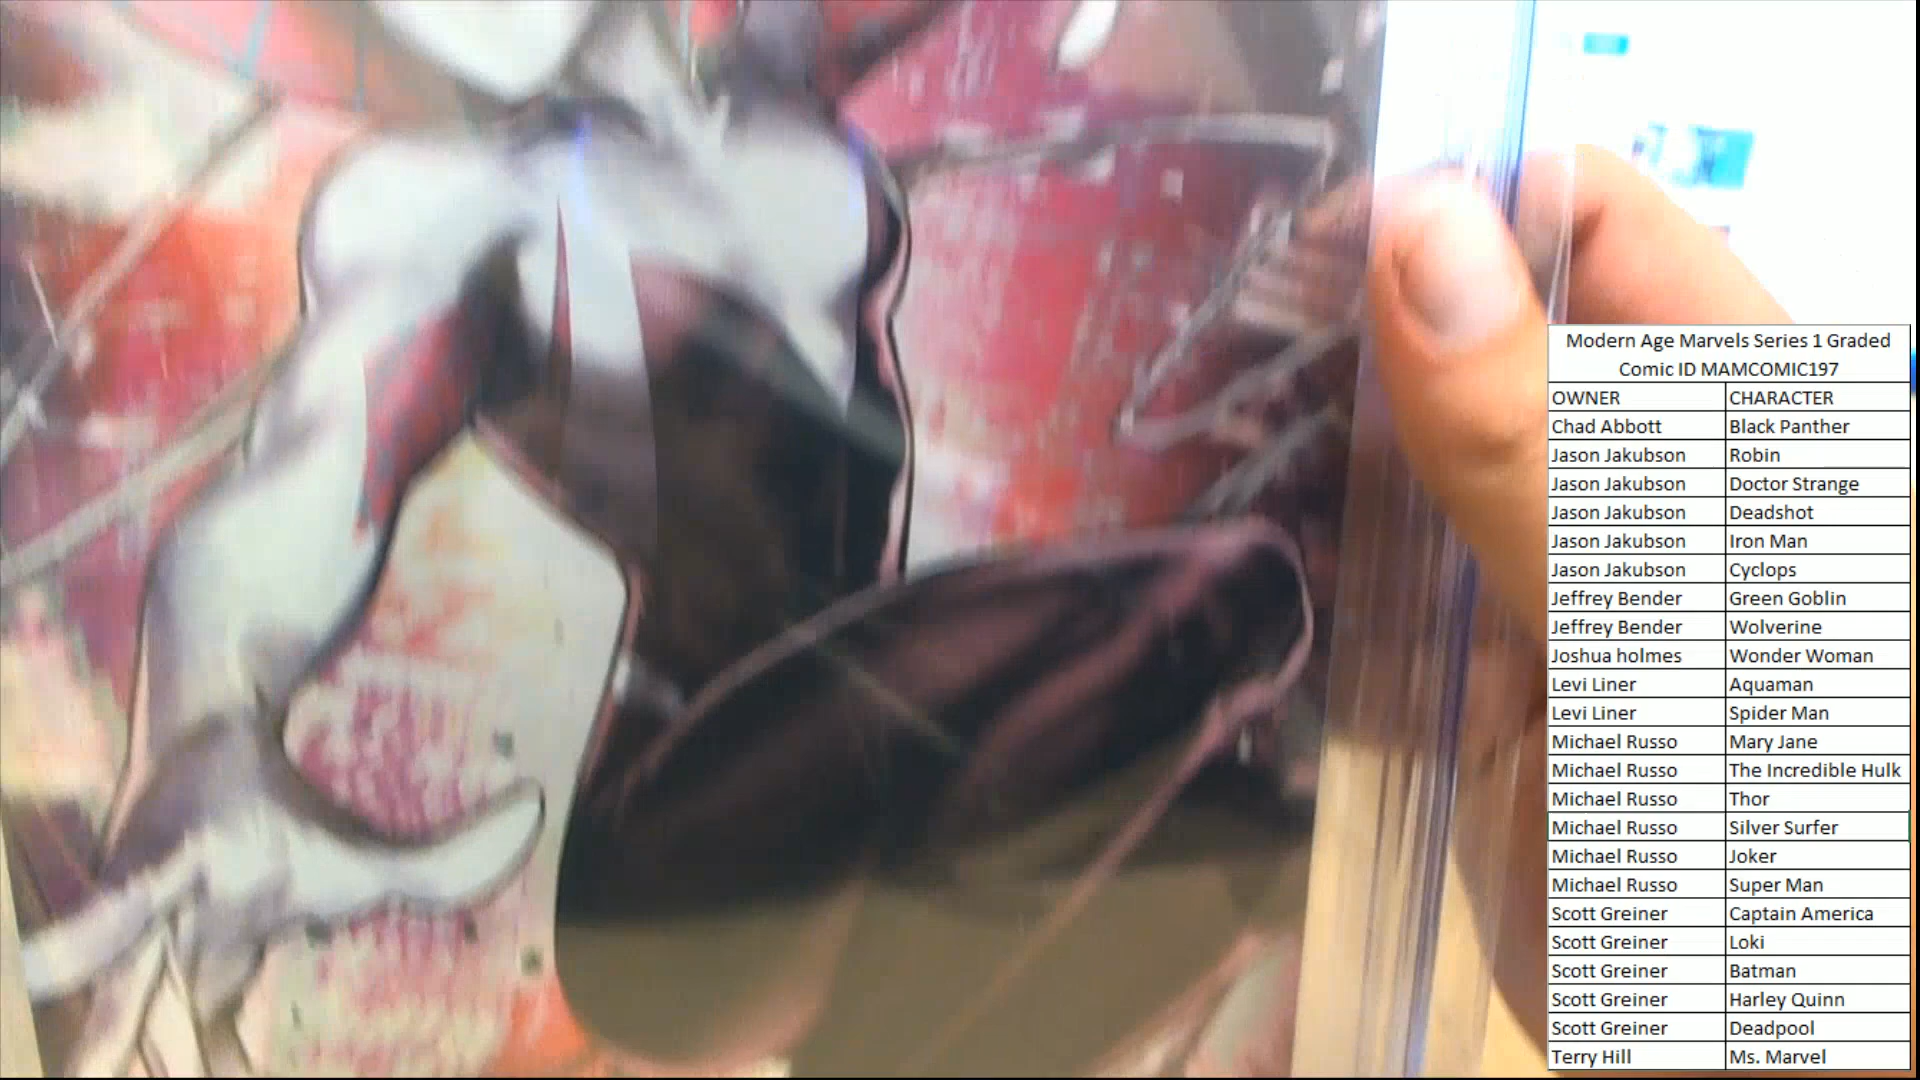 Modern Age Marvels Series 1 Graded
Comic ID MAMCOMIC197
OWNER CHARACTER
Chad Abbott Black Panther
Jason Jakubson Robin
Jason Jakubson Doctor Strange
Jason Jakubson Deadshot
Jason Jakubson Iron Man
Jason Jakubson Cyclops
Jeffrey Bender Green Goblin
Jeffrey Bender Wolverine
Joshua holmes Wonder Woman
Levi Liner Aquaman
Levi Liner Spider Man
Michael Russo Mary Jane
Michael Russo The Incredible Hulk
Michael Russo Thor
Michael Russo Silver Surfer
Michael Russo Joker
Michael Russo Super Man
Scott Greiner Captain America
Scott Greiner Loki
Scott Greiner Batman
Scott Greiner Harley Quinn
Scott Greiner Deadpool
Terry Hill Ms. Marvel